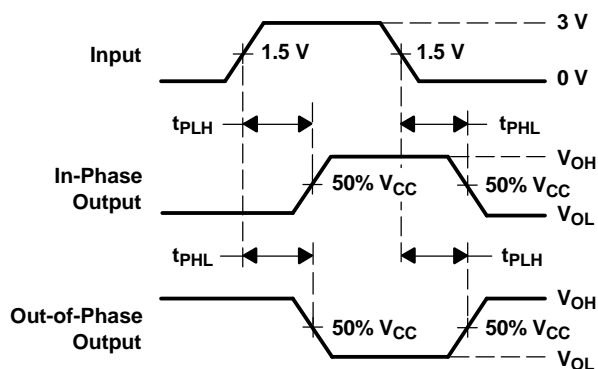 3 V
Input
1.5 V
1.5 V
0 V
tPLH
tPHL
VOH
In-Phase
Output
50% VCC
50% VCC
VOL
tPHL
tPLH
VOH
Out-of-Phase
Output
50% VCC
50% VCC
VOL